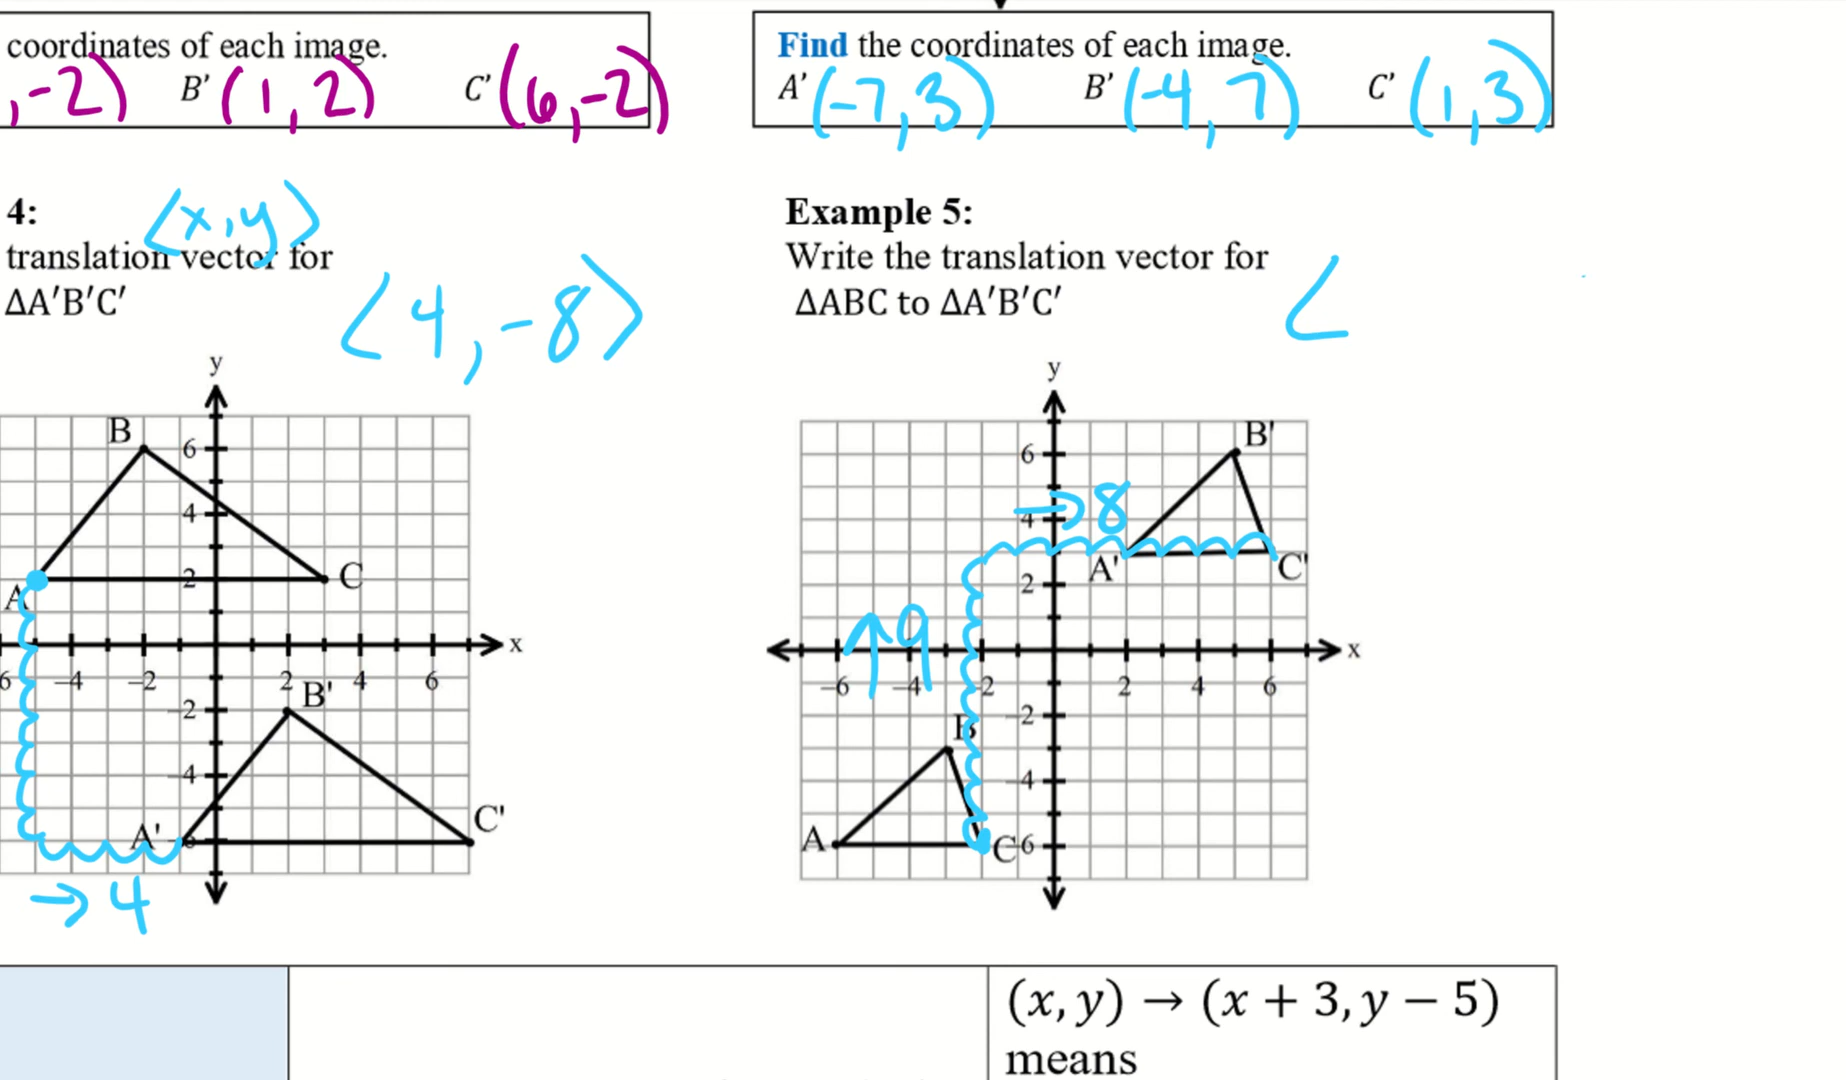 coordinates of each image.
, -2) B' (1, 2) C' (6, -2)
Find the coordinates of each image.
A' (-7, 3) B' (-4, 7) C' (1, 3)
4:
⟨x, y⟩
translation vector for
ΔA′B′C′
⟨4, -8⟩
y
B
6
4
2
C
A
x
6 -4 -2 2 4 6
B'
-2
-4
C'
A'
→ 4
Example 5:
Write the translation vector for
ΔABC to ΔA′B′C′
⟨
y
B'
6
→ 8
4
A' C'
2
↑ 9
x
-6 -4 -2 2 4 6
B
-2
-4
A C -6
(x, y) → (x + 3, y − 5)
means